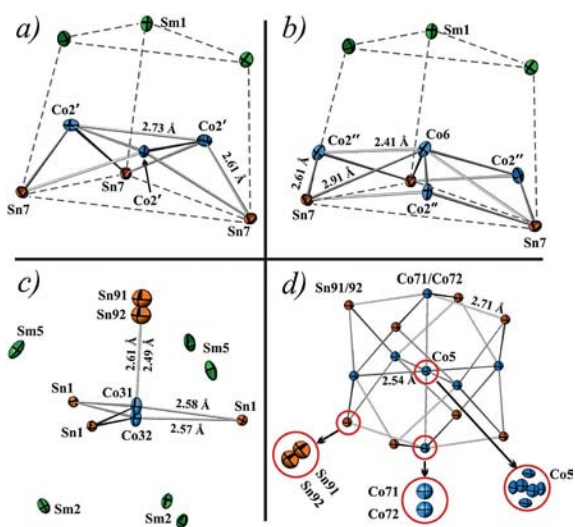 a)
Sm1
Co2′
2.73 Å
Co2′
2.61 Å
Sn7
Sn7
Co2′
Sn7
b)
Sm1
Co2″
2.41 Å
Co6
Co2″
2.61 Å
2.91 Å
Sn7
Co2″
Sn7
c)
Sn91
Sn92
Sm5
Sm5
2.61 Å
2.49 Å
Sn1
Co31
2.58 Å
Sn1
Sn1
Co32
2.57 Å
Sm2
Sm2
d)
Co71/Co72
Sn91/92
2.71 Å
Co5
2.54 Å
Sn91
Sn92
Co71
Co72
Co5